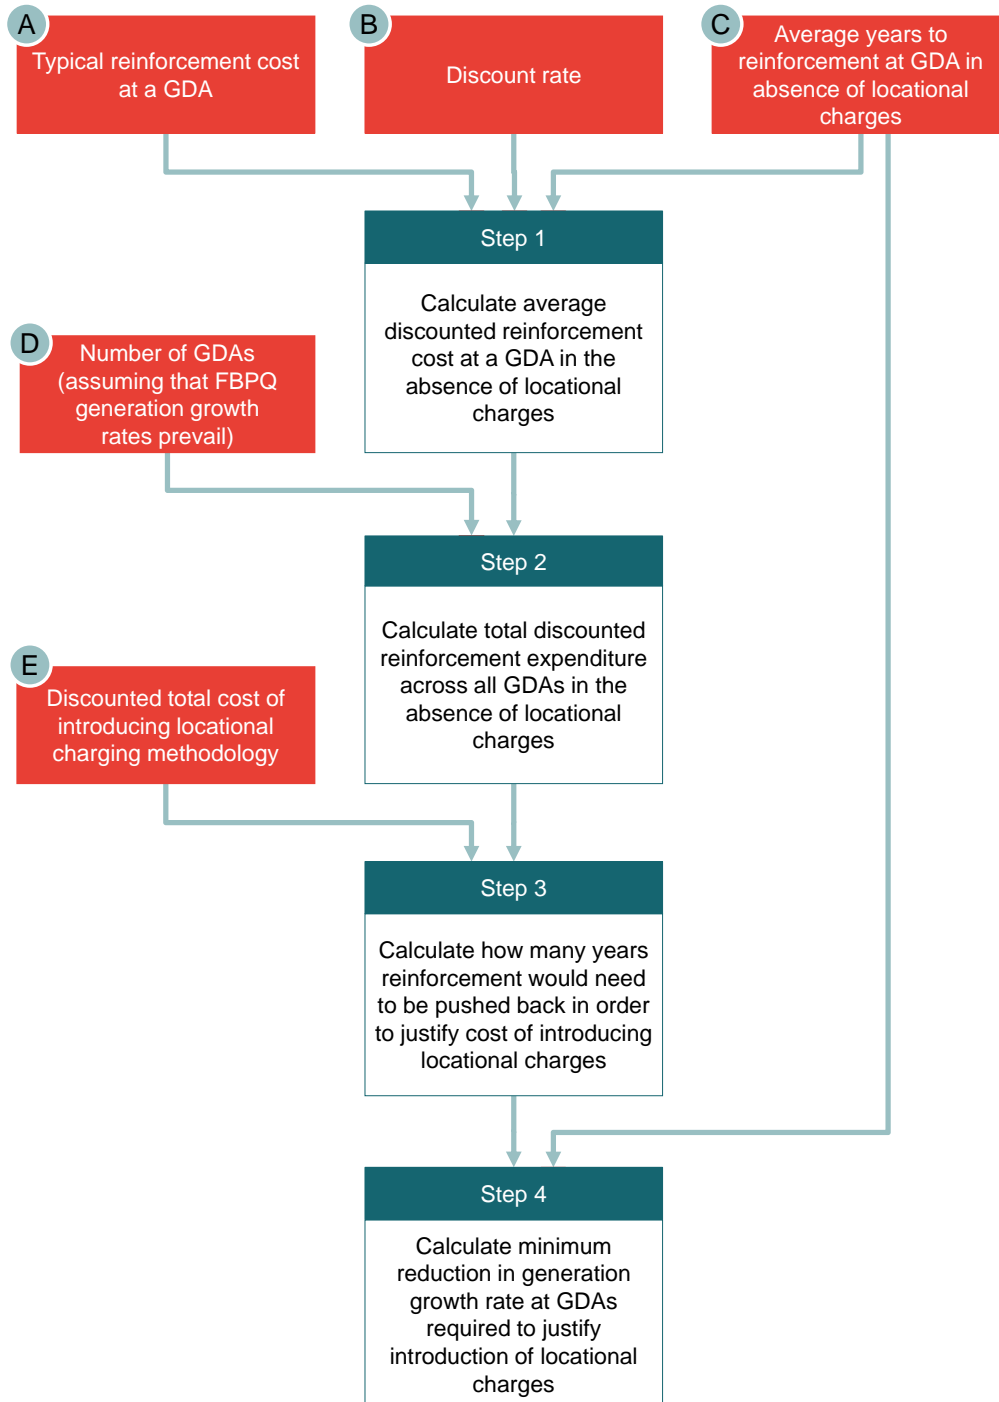 A
Typical reinforcement cost
at a GDA
B
Discount rate
C
Average years to
reinforcement at GDA in
absence of locational
charges
Step 1
Calculate average
discounted reinforcement
cost at a GDA in the
absence of locational
charges
D
Number of GDAs
(assuming that FBPQ
generation growth
rates prevail)
Step 2
Calculate total discounted
reinforcement expenditure
across all GDAs in the
absence of locational
charges
E
Discounted total cost of
introducing locational
charging methodology
Step 3
Calculate how many years
reinforcement would need
to be pushed back in order
to justify cost of introducing
locational charges
Step 4
Calculate minimum
reduction in generation
growth rate at GDAs
required to justify
introduction of locational
charges